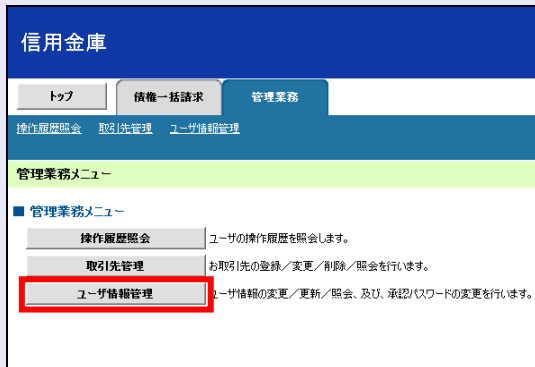 信用金庫
トップ 債権一括請求 管理業務
操作履歴照会 取引先管理 ユーザ情報管理
管理業務メニュー
■ 管理業務メニュー
操作履歴照会 ユーザの操作履歴を照会します。
取引先管理 お取引先の登録／変更／削除／照会を行います。
ユーザ情報管理 ユーザ情報の変更／更新／照会、及び、承認パスワードの変更を行います。